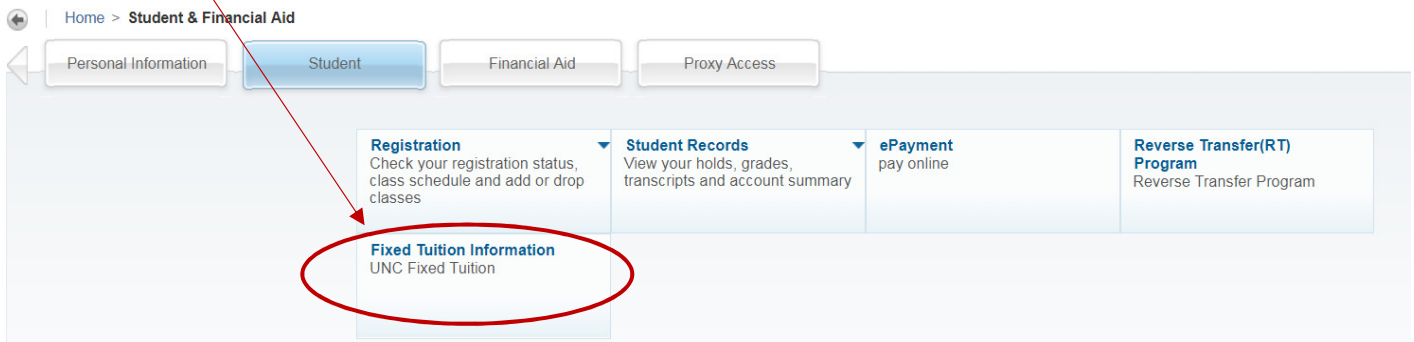 Home > Student & Financial Aid
Personal Information
Student
Financial Aid
Proxy Access
Registration
Check your registration status,
class schedule and add or drop
classes
Student Records
View your holds, grades,
transcripts and account summary
ePayment
pay online
Reverse Transfer(RT)
Program
Reverse Transfer Program
Fixed Tuition Information
UNC Fixed Tuition